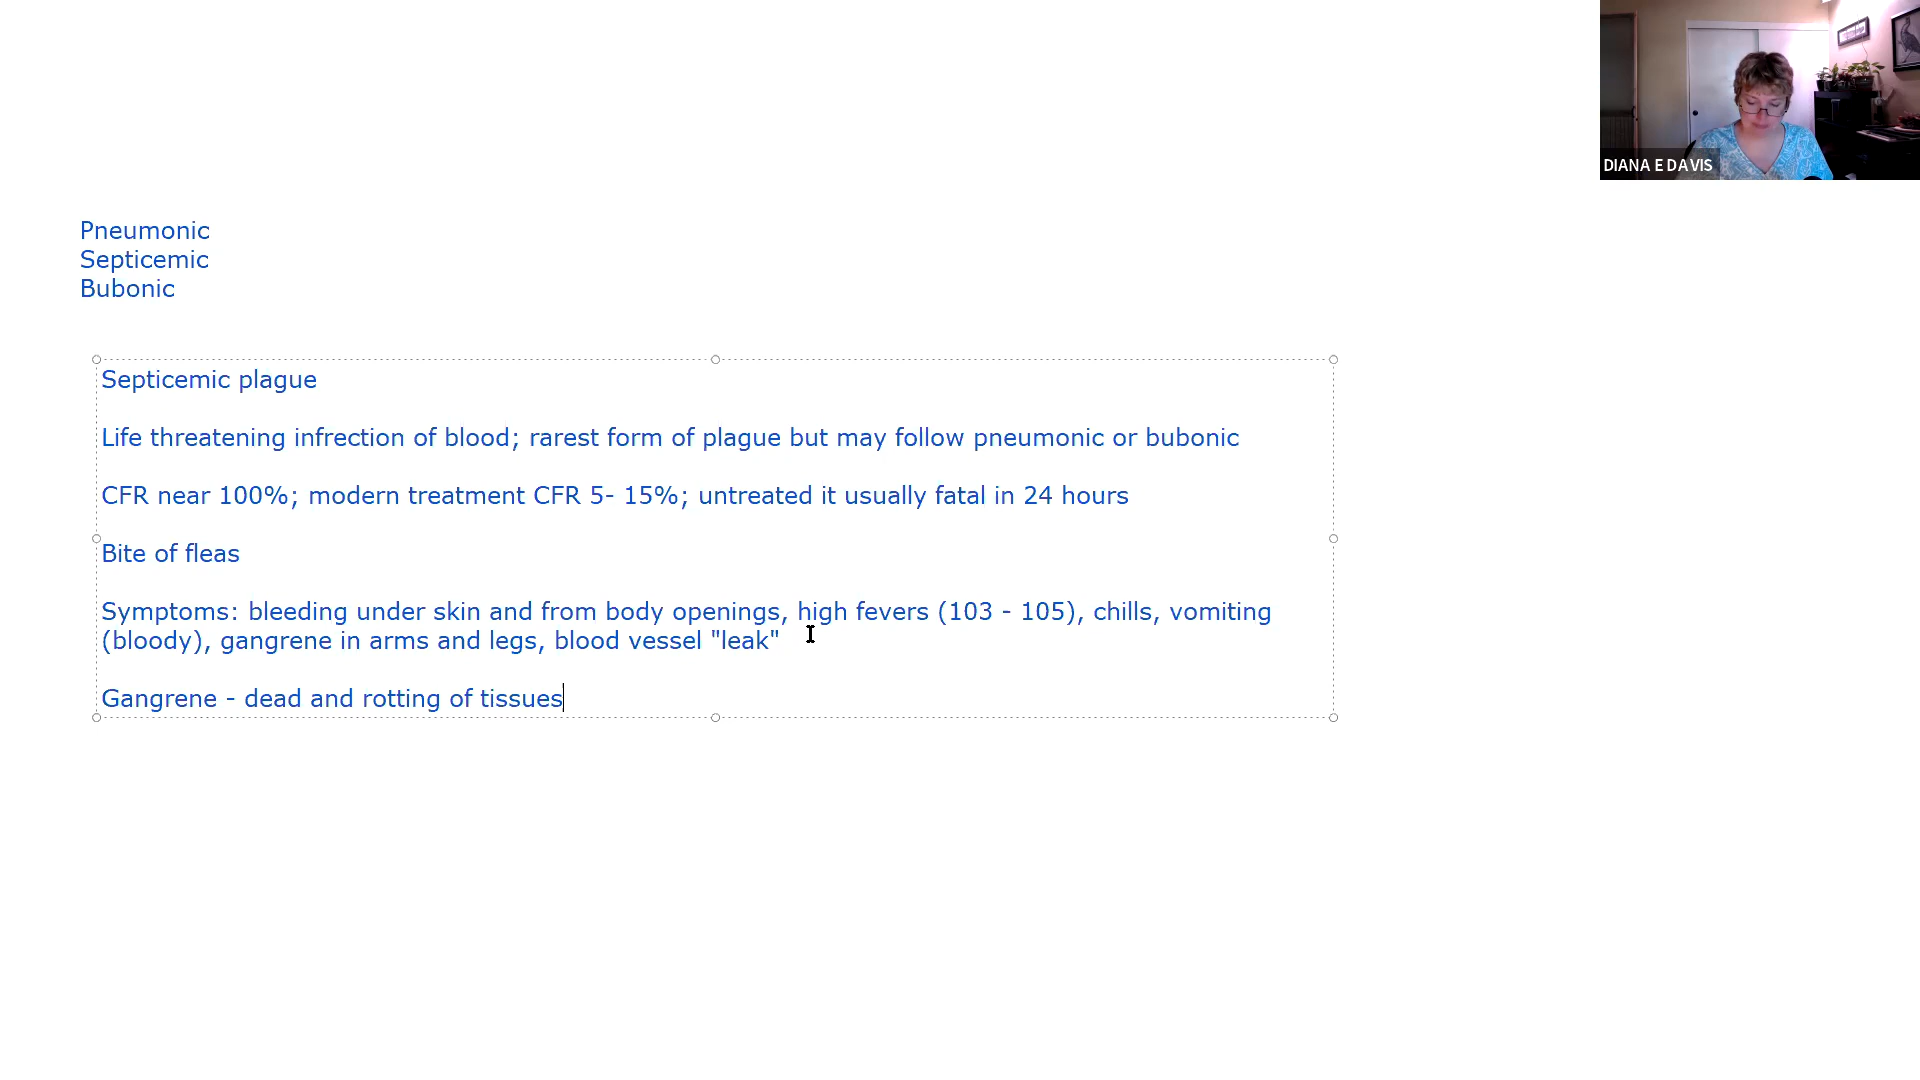 DIANA E DAVIS
Pneumonic
Septicemic
Bubonic
Septicemic plague
Life threatening infrection of blood; rarest form of plague but may follow pneumonic or bubonic
CFR near 100%; modern treatment CFR 5- 15%; untreated it usually fatal in 24 hours
Bite of fleas
Symptoms: bleeding under skin and from body openings, high fevers (103 - 105), chills, vomiting
(bloody), gangrene in arms and legs, blood vessel "leak"
Gangrene - dead and rotting of tissues